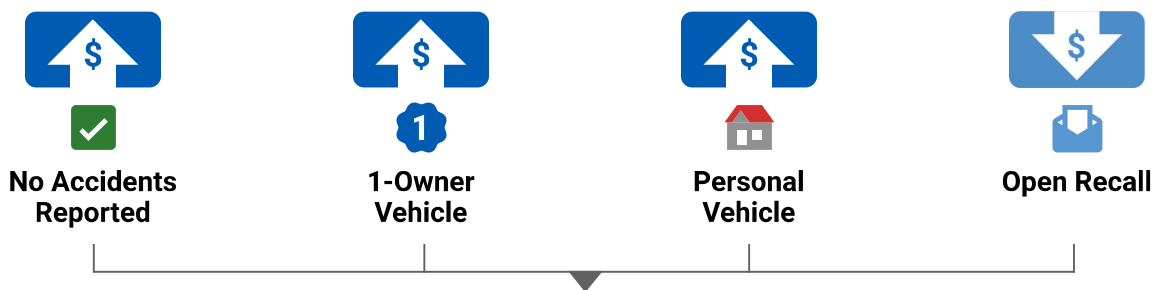 $
$
$
$
1
No Accidents
Reported
1-Owner
Vehicle
Personal
Vehicle
Open Recall